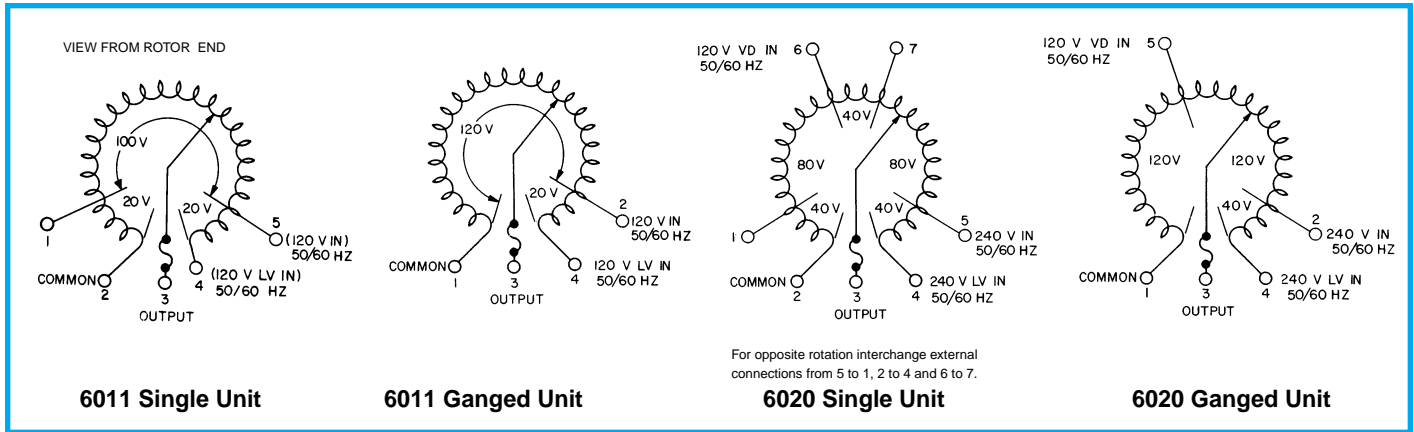 VIEW FROM ROTOR END
100V
20V
20V
1
COMMON
2
3
OUTPUT
4
(120 V LV IN)
50/60 HZ
5
(120 V IN)
50/60 HZ
6011 Single Unit
120V
20V
2
120 V IN
50/60 HZ
COMMON
1
3
OUTPUT
4
120 V LV IN
50/60 HZ
6011 Ganged Unit
120 V VD IN
50/60 HZ
6
7
40V
80V
80V
40V
40V
1
5
240 V IN
50/60 HZ
COMMON
2
3
OUTPUT
4
240 V LV IN
50/60 HZ
For opposite rotation interchange external
connections from 5 to 1, 2 to 4 and 6 to 7.
6020 Single Unit
120 V VD IN
50/60 HZ
5
120V
120V
40V
2
240 V IN
50/60 HZ
COMMON
1
3
OUTPUT
4
240 V LV IN
50/60 HZ
6020 Ganged Unit